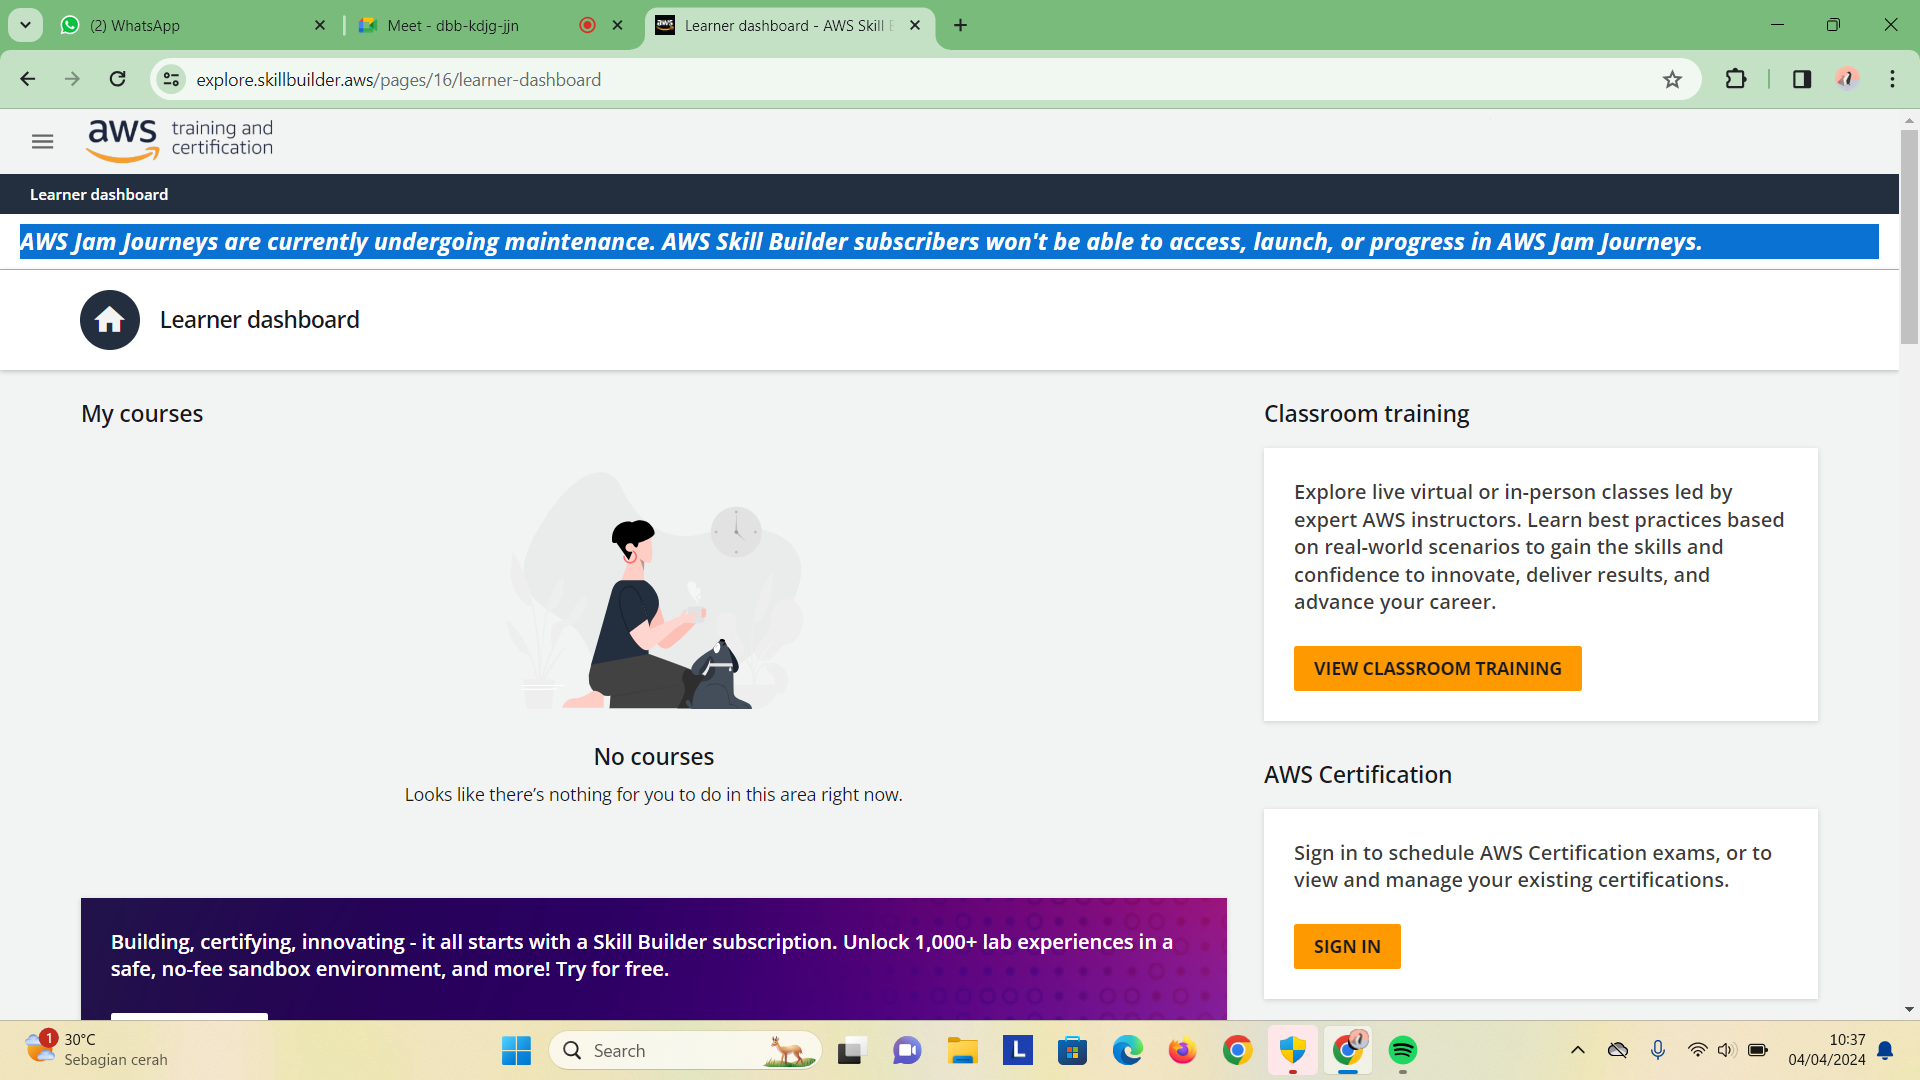 (2) WhatsApp
Meet - dbb-kdjg-jjn
Learner dashboard - AWS Skill
explore.skillbuilder.aws/pages/16/learner-dashboard
aws training and
certification
Learner dashboard
AWS Jam Journeys are currently undergoing maintenance. AWS Skill Builder subscribers won't be able to access, launch, or progress in AWS Jam Journeys.
Learner dashboard
My courses
No courses
Looks like there's nothing for you to do in this area right now.
Building, certifying, innovating - it all starts with a Skill Builder subscription. Unlock 1,000+ lab experiences in a
safe, no-fee sandbox environment, and more! Try for free.
Classroom training
Explore live virtual or in-person classes led by
expert AWS instructors. Learn best practices based
on real-world scenarios to gain the skills and
confidence to innovate, deliver results, and
advance your career.
VIEW CLASSROOM TRAINING
AWS Certification
Sign in to schedule AWS Certification exams, or to
view and manage your existing certifications.
SIGN IN
1
30°C
Sebagian cerah
Search
L
10:37
04/04/2024